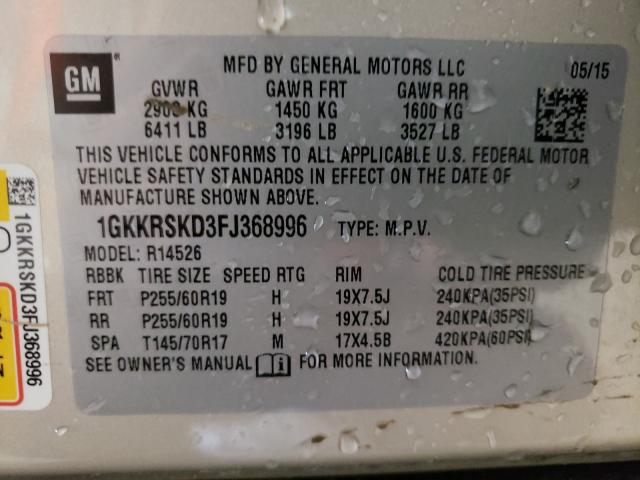 GM
MFD BY GENERAL MOTORS LLC 05/15
GVWR GAWR FRT GAWR RR
2908 KG 1450 KG 1600 KG
6411 LB 3196 LB 3527 LB
THIS VEHICLE CONFORMS TO ALL APPLICABLE U.S. FEDERAL MOTOR
VEHICLE SAFETY STANDARDS IN EFFECT ON THE DATE OF
MANUFACTURE SHOWN ABOVE.
1GKKRSKD3FJ368996 TYPE: M.P.V.
MODEL: R14526
RBBK TIRE SIZE SPEED RTG RIM COLD TIRE PRESSURE
FRT P255/60R19 H 19X7.5J 240KPA(35PSI)
RR P255/60R19 H 19X7.5J 240KPA(35PSI)
SPA T145/70R17 M 17X4.5B 420KPA(60PSI)
SEE OWNER'S MANUAL FOR MORE INFORMATION.
1GKKRSKD3FJ368996